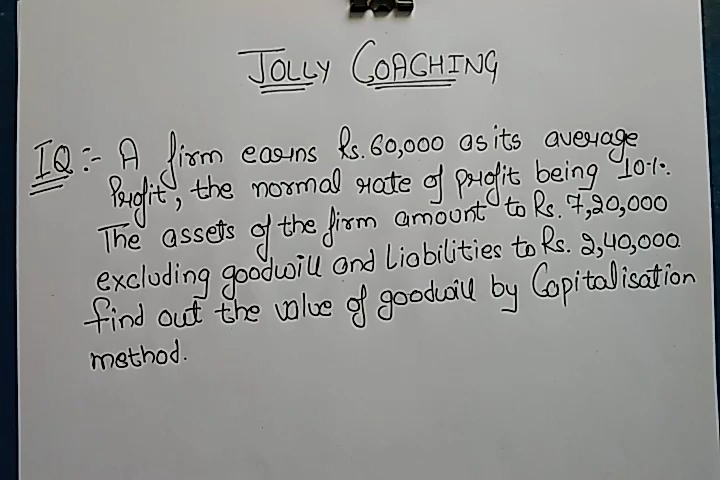 JOLLY COACHING
IQ :- A firm earns Rs. 60,000 as its average
Profit, the normal rate of profit being 10%.
The assets of the firm amount to Rs. 7,20,000
excluding goodwill and Liabilities to Rs. 2,40,000
find out the value of goodwill by Capitalisation
method.